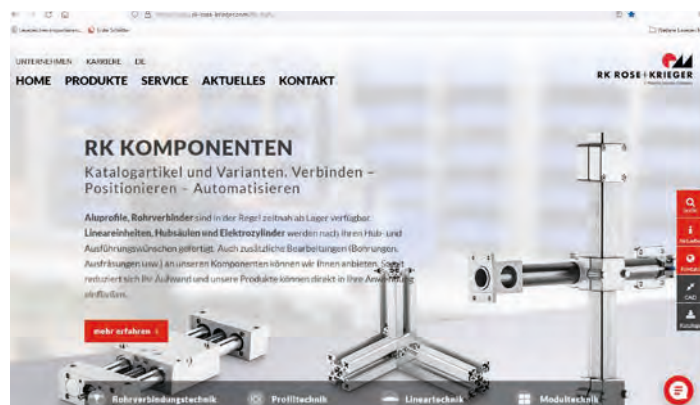 UNTERNEHMEN KARRIERE DE
HOME PRODUKTE SERVICE AKTUELLES KONTAKT
RK ROSE+KRIEGER
RK KOMPONENTEN
Katalogartikel und Varianten. Verbinden –
Positionieren – Automatisieren
Aluprofile, Rohrverbinder sind in der Regel zeitnah ab Lager verfügbar.
Lineareinheiten, Hubsäulen und Elektrozylinder werden nach Ihren Hub- und
Ausführungswünschen gefertigt. Auch zusätzliche Bearbeitungen (Bohrungen,
Ausfräsungen usw.) an unseren Komponenten können wir Ihnen anbieten. Somit
reduziert sich Ihr Aufwand und unsere Produkte können direkt in Ihre Anwendung
einfließen.
mehr erfahren
CAD
Rohrverbindungstechnik Profiltechnik Lineartechnik Modultechnik